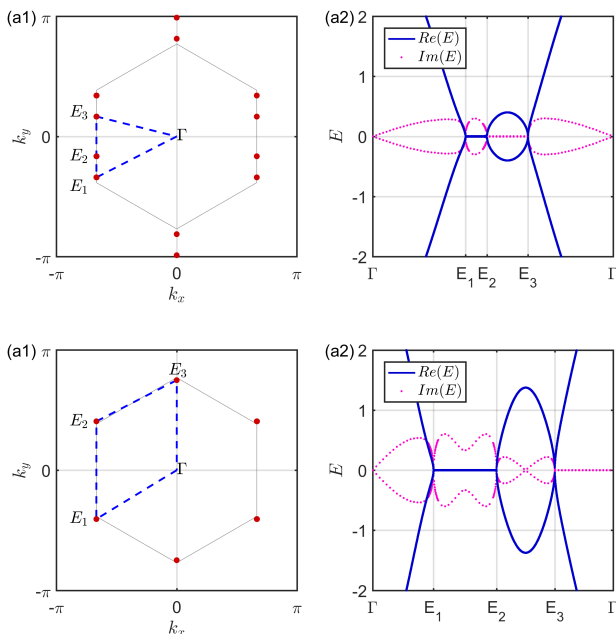 (a1)
π
k_y
0
-π
E_3
E_2
E_1
Γ
-π
0
π
k_x
(a2)
2
1
E
0
-1
-2
Re(E)
Im(E)
Γ
E_1
E_2
E_3
Γ
(a1)
π
k_y
0
-π
E_3
E_2
E_1
Γ
-π
0
π
k_x
(a2)
2
1
E
0
-1
-2
Re(E)
Im(E)
Γ
E_1
E_2
E_3
Γ